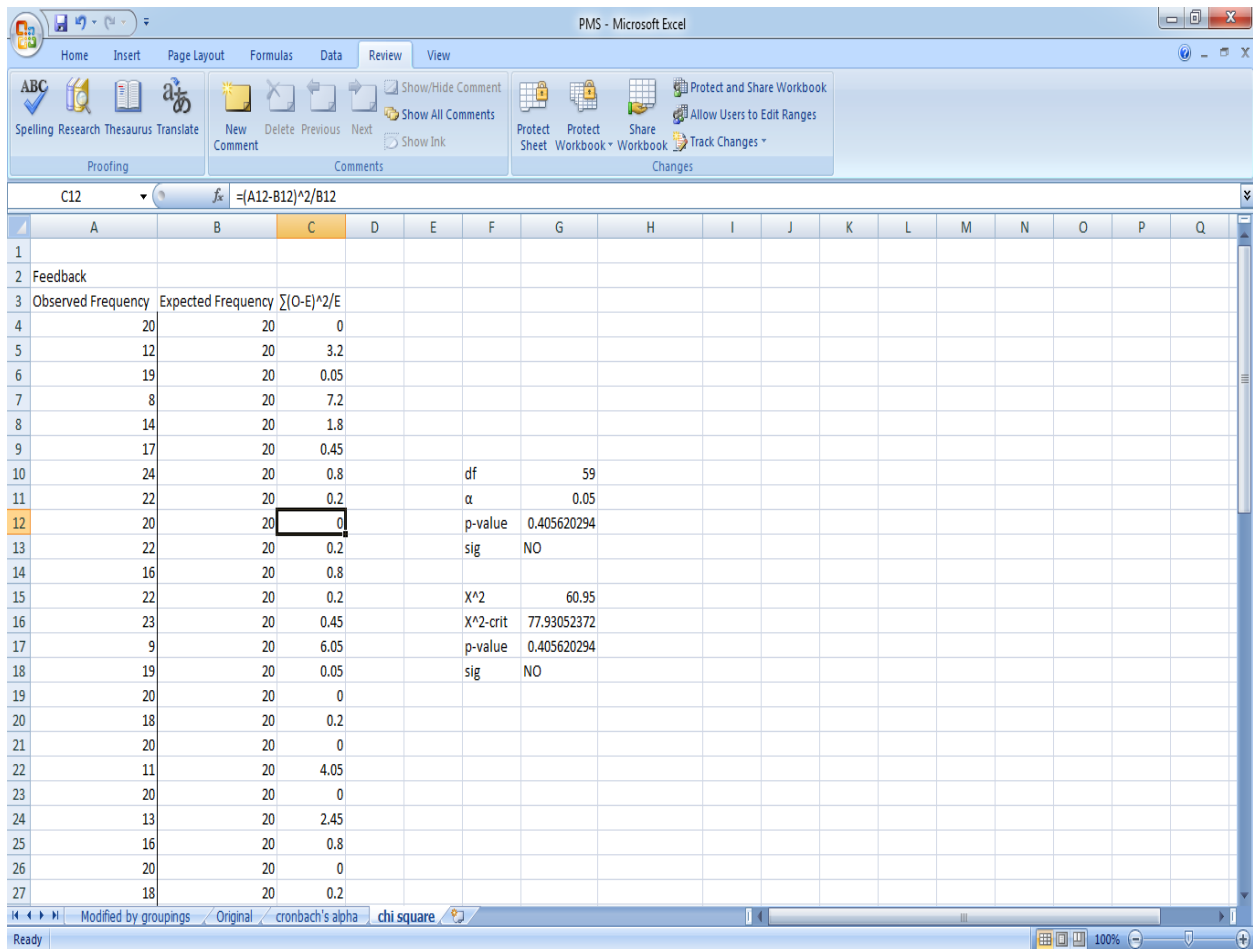 PMS - Microsoft Excel
Home Insert Page Layout Formulas Data Review View
ABC
Spelling Research Thesaurus Translate
Proofing
New Comment Delete Previous Next
Show/Hide Comment
Show All Comments
Show Ink
Comments
Protect Sheet Protect Workbook Share Workbook
Protect and Share Workbook
Allow Users to Edit Ranges
Track Changes
Changes
C12 fx =(A12-B12)^2/B12
A B C D E F G H I J K L M N O P Q
1
2 Feedback
3 Observed Frequency Expected Frequency ∑(O-E)^2/E
4 20 20 0
5 12 20 3.2
6 19 20 0.05
7 8 20 7.2
8 14 20 1.8
9 17 20 0.45
10 24 20 0.8 df 59
11 22 20 0.2 α 0.05
12 20 20 0 p-value 0.405620294
13 22 20 0.2 sig NO
14 16 20 0.8
15 22 20 0.2 X^2 60.95
16 23 20 0.45 X^2-crit 77.93052372
17 9 20 6.05 p-value 0.405620294
18 19 20 0.05 sig NO
19 20 20 0
20 18 20 0.2
21 20 20 0
22 11 20 4.05
23 20 20 0
24 13 20 2.45
25 16 20 0.8
26 20 20 0
27 18 20 0.2
Modified by groupings Original cronbach's alpha chi square
Ready 100%